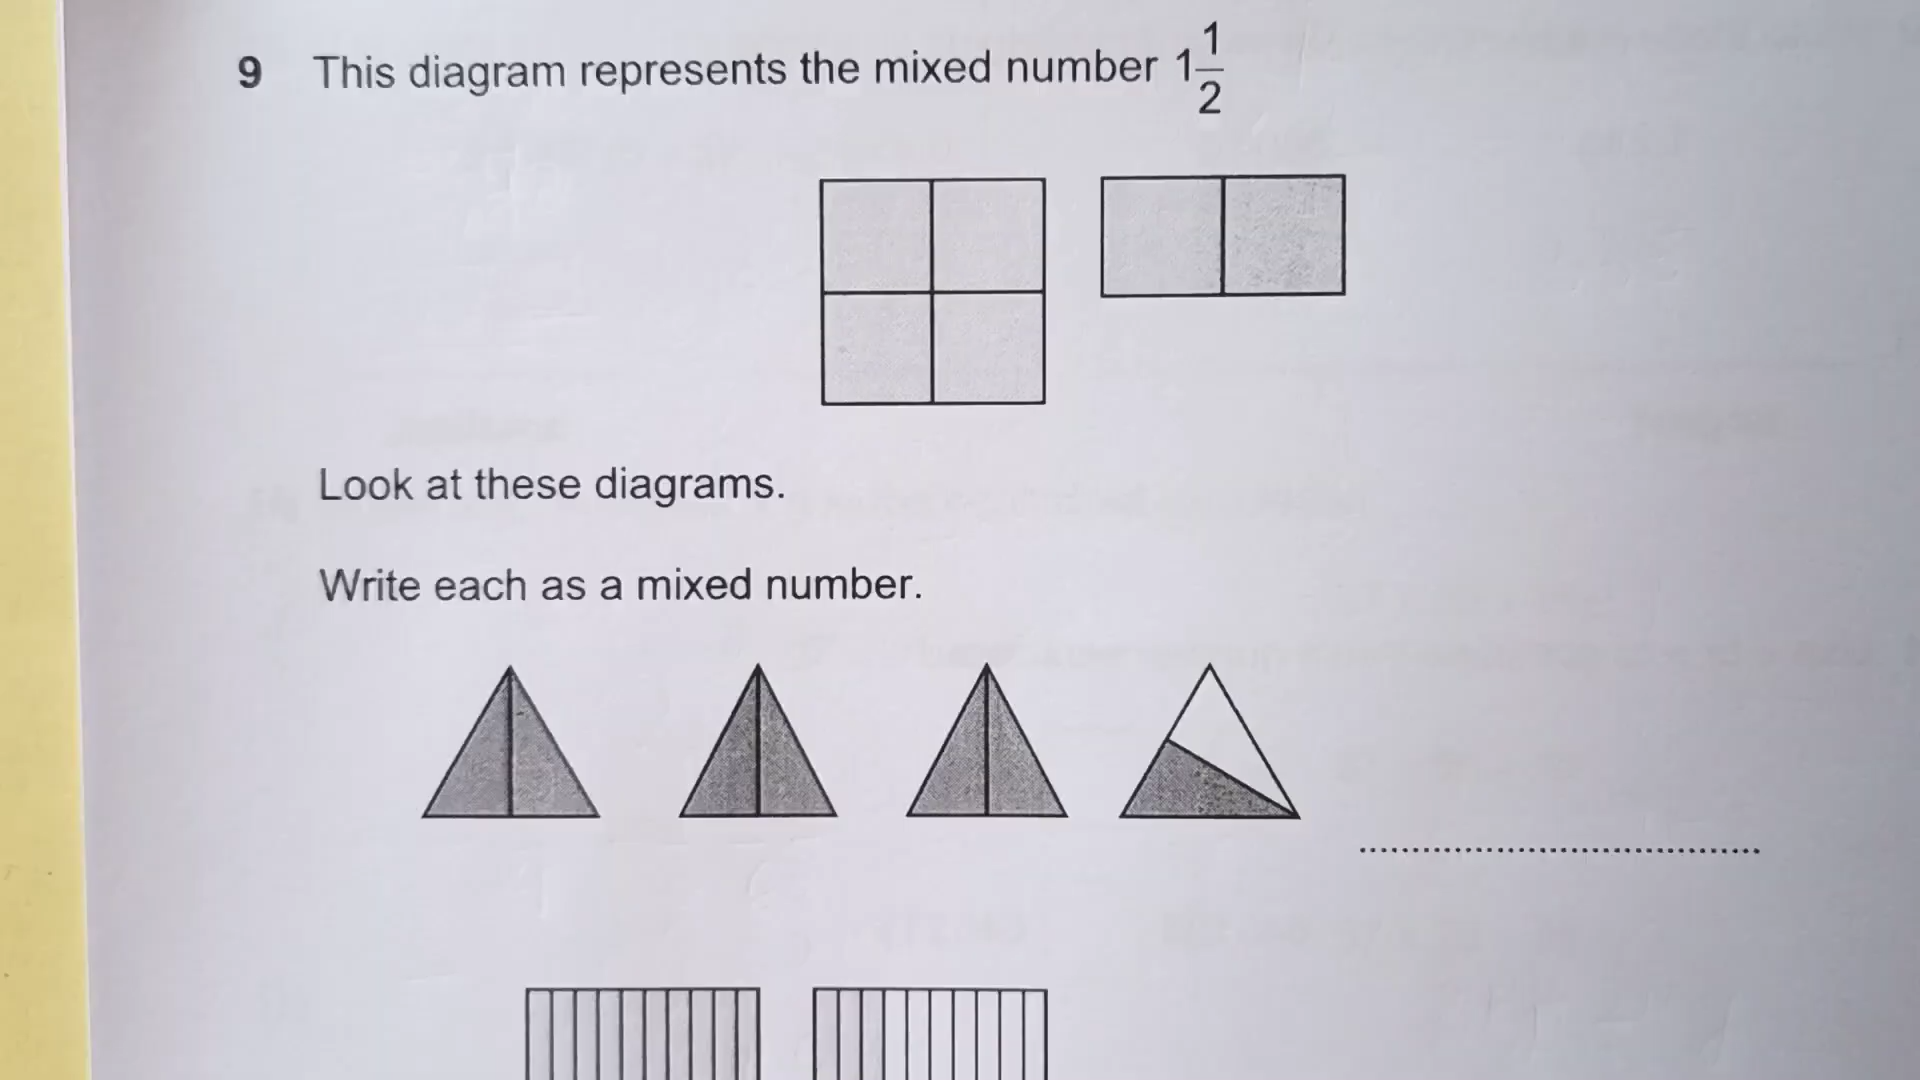 9 This diagram represents the mixed number 1 1/2
Look at these diagrams.
Write each as a mixed number.